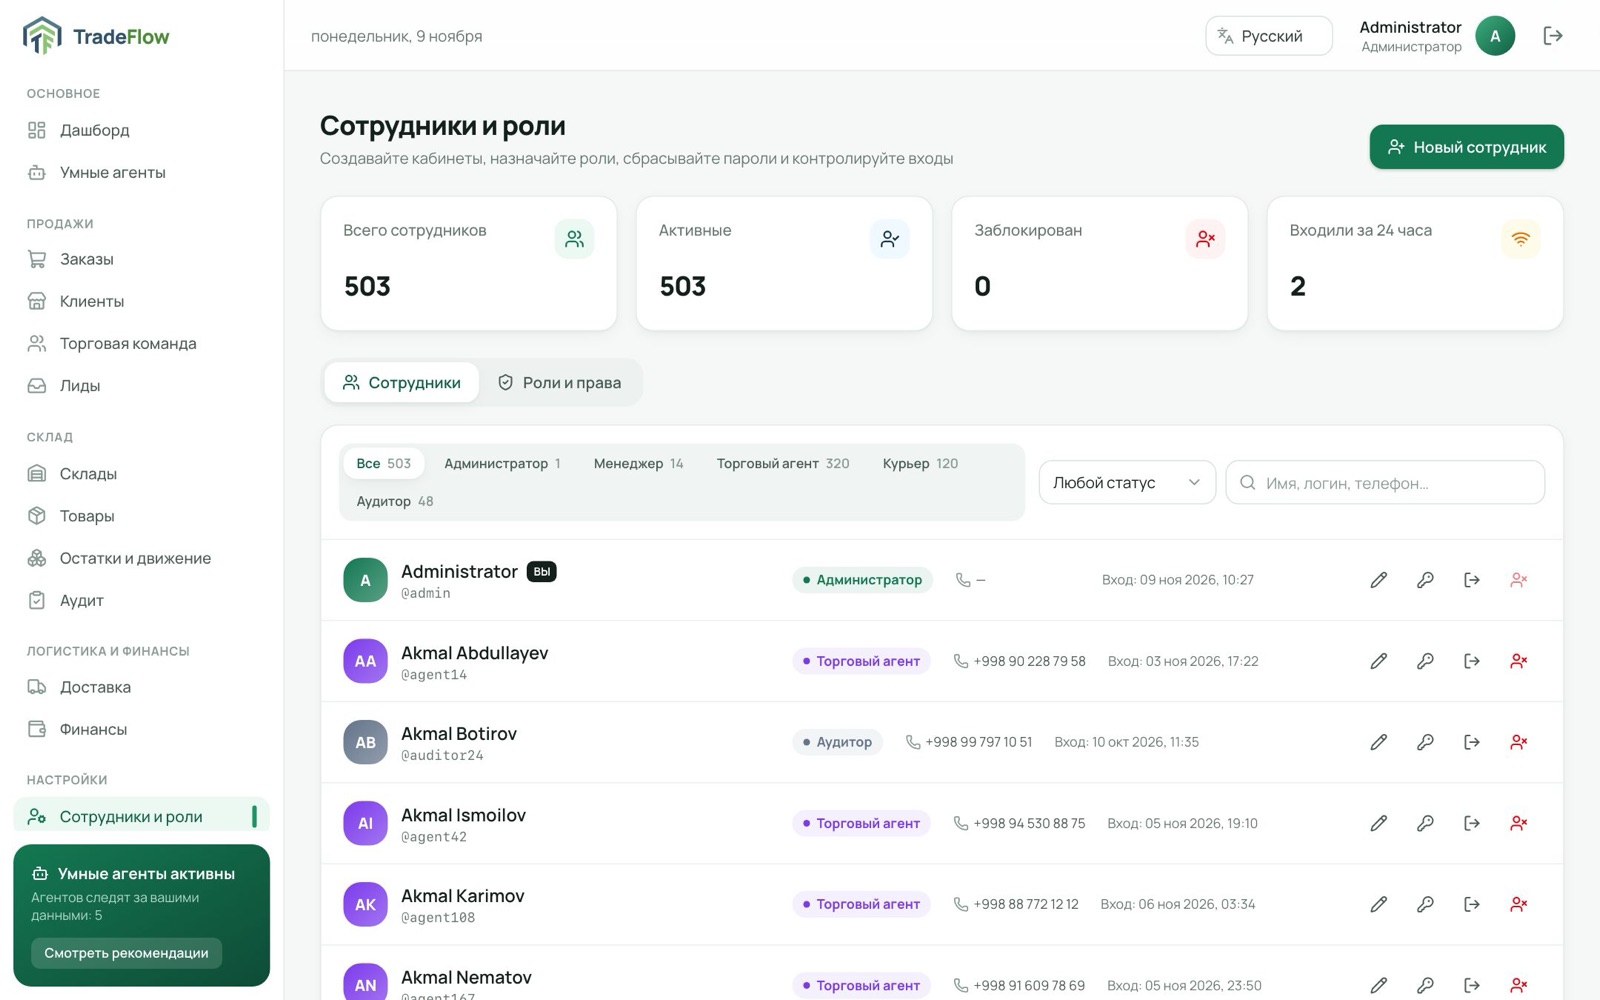 TradeFlow
понедельник, 9 ноября
Русский
Administrator
Администратор
A
ОСНОВНОЕ
Дашборд
Умные агенты
ПРОДАЖИ
Заказы
Клиенты
Торговая команда
Лиды
СКЛАД
Склады
Товары
Остатки и движение
Аудит
ЛОГИСТИКА И ФИНАНСЫ
Доставка
Финансы
НАСТРОЙКИ
Сотрудники и роли
Умные агенты активны
Агентов следят за вашими
данными: 5
Смотреть рекомендации
Сотрудники и роли
Создавайте кабинеты, назначайте роли, сбрасывайте пароли и контролируйте входы
Новый сотрудник
Всего сотрудников
503
Активные
503
Заблокирован
0
Входили за 24 часа
2
Сотрудники
Роли и права
Все 503 Администратор 1 Менеджер 14 Торговый агент 320 Курьер 120
Аудитор 48
Любой статус
Имя, логин, телефон...
A Administrator ВЫ Администратор — Вход: 09 ноя 2026, 10:27
@admin
AA Akmal Abdullayev Торговый агент +998 90 228 79 58 Вход: 03 ноя 2026, 17:22
@agent14
AB Akmal Botirov Аудитор +998 99 797 10 51 Вход: 10 окт 2026, 11:35
@auditor24
AI Akmal Ismoilov Торговый агент +998 94 530 88 75 Вход: 05 ноя 2026, 19:10
@agent42
AK Akmal Karimov Торговый агент +998 88 772 12 12 Вход: 06 ноя 2026, 03:34
@agent108
AN Akmal Nematov Торговый агент +998 91 609 78 69 Вход: 05 ноя 2026, 23:50
@agent167